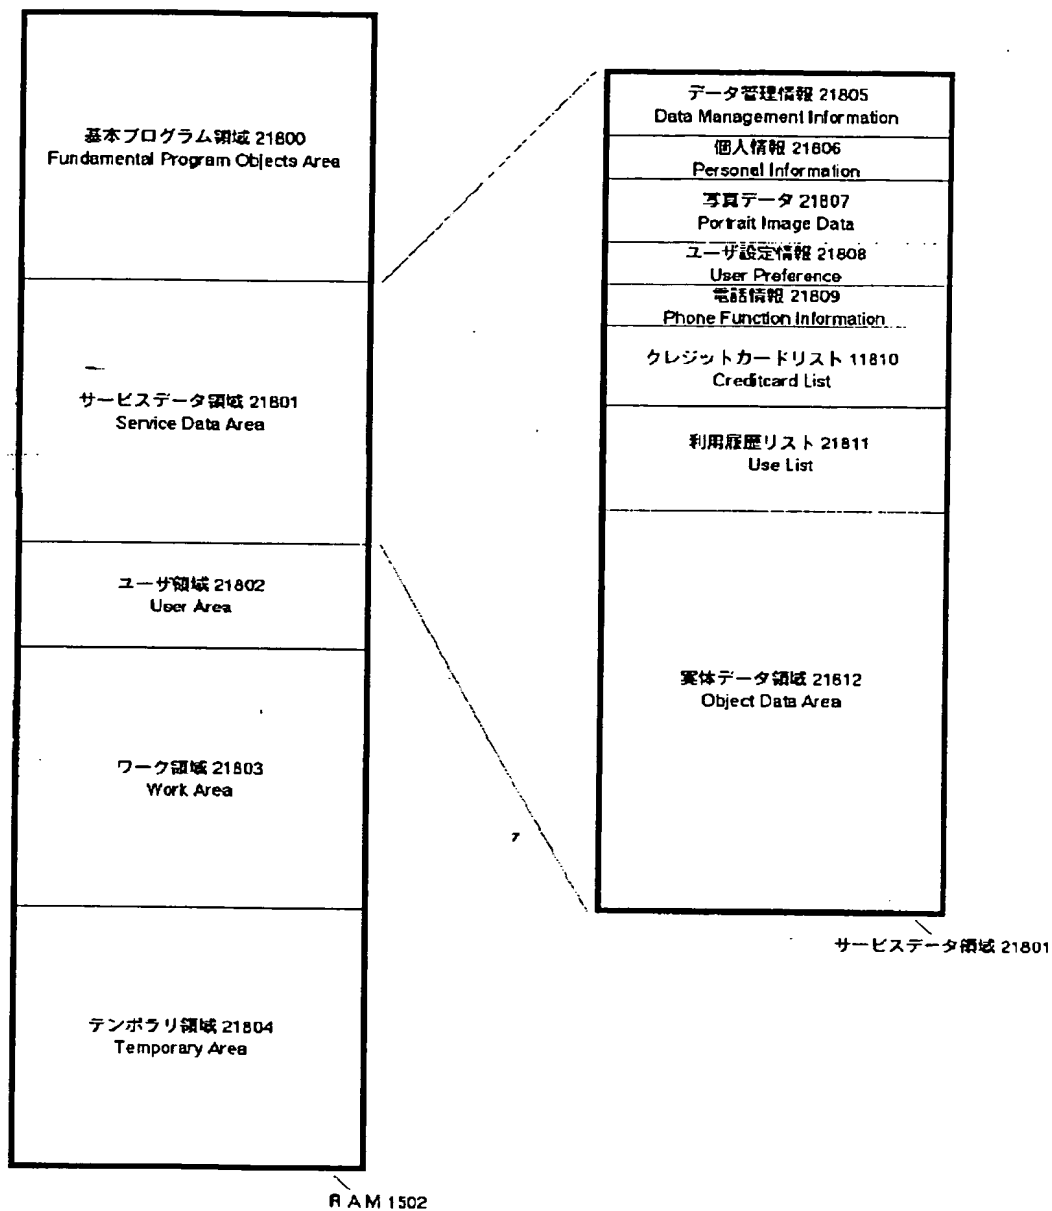 基本プログラム領域 21800
Fundamental Program Objects Area
サービスデータ領域 21801
Service Data Area
ユーザ領域 21802
User Area
ワーク領域 21803
Work Area
テンポラリ領域 21804
Temporary Area
RAM 1502
データ管理情報 21805
Data Management Information
個人情報 21806
Personal Information
写真データ 21807
Portrait Image Data
ユーザ設定情報 21808
User Preference
電話情報 21809
Phone Function Information
クレジットカードリスト 11810
Creditcard List
利用履歴リスト 21811
Use List
実体データ領域 21812
Object Data Area
サービスデータ領域 21801